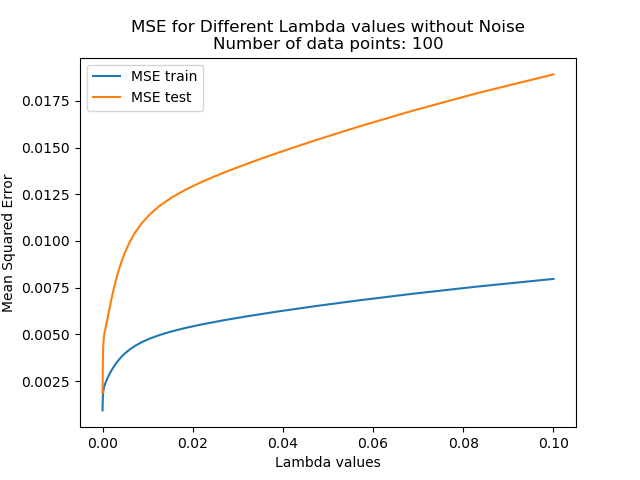 MSE for Different Lambda values without Noise
Number of data points: 100
MSE train
MSE test
Mean Squared Error
0.0175
0.0150
0.0125
0.0100
0.0075
0.0050
0.0025
0.00 0.02 0.04 0.06 0.08 0.10
Lambda values